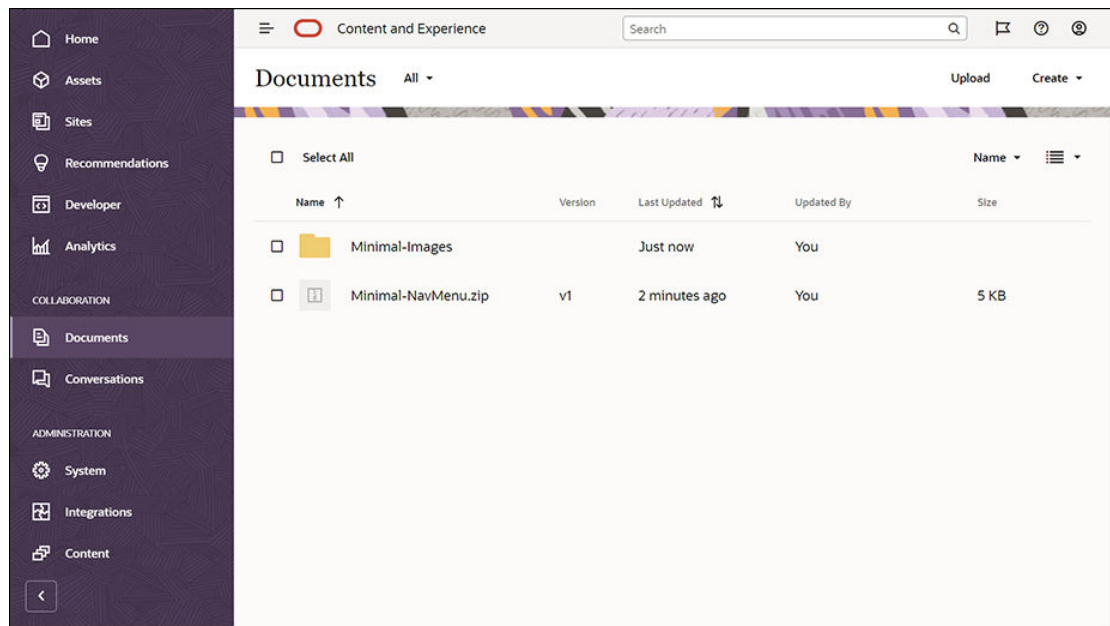 Home
Assets
Sites
Recommendations
Developer
Analytics
COLLABORATION
Documents
Conversations
ADMINISTRATION
System
Integrations
Content
Content and Experience
Search
Documents All
Upload Create
Select All
Name
Name Version Last Updated Updated By Size
Minimal-Images Just now You
Minimal-NavMenu.zip v1 2 minutes ago You 5 KB